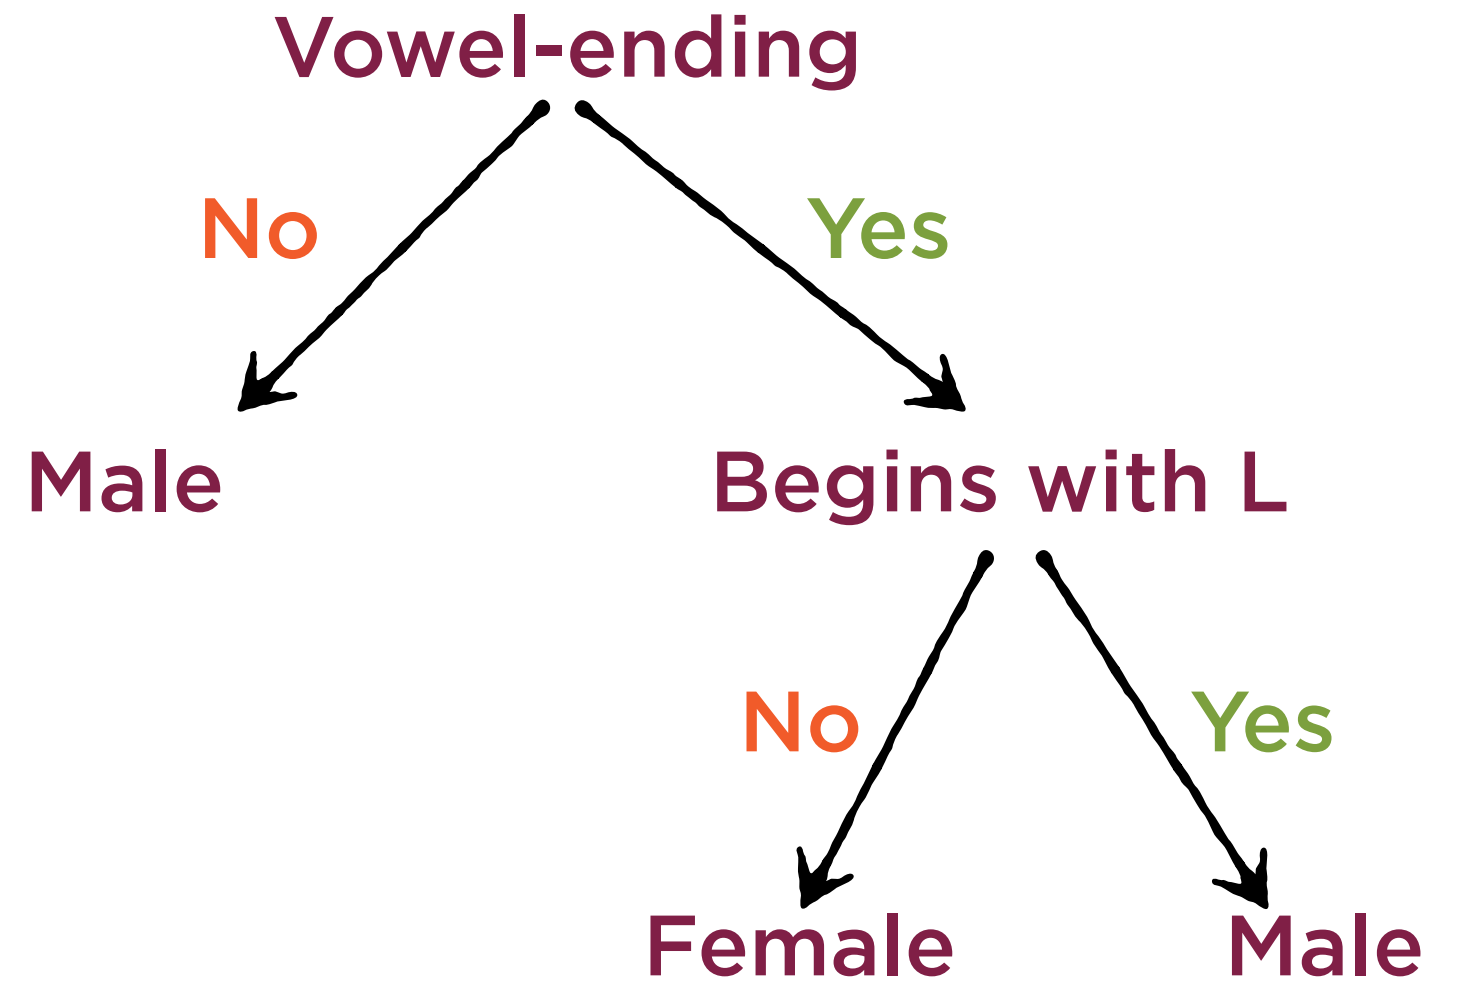 Vowel-ending
No
Yes
Male
Begins with L
No
Yes
Female
Male